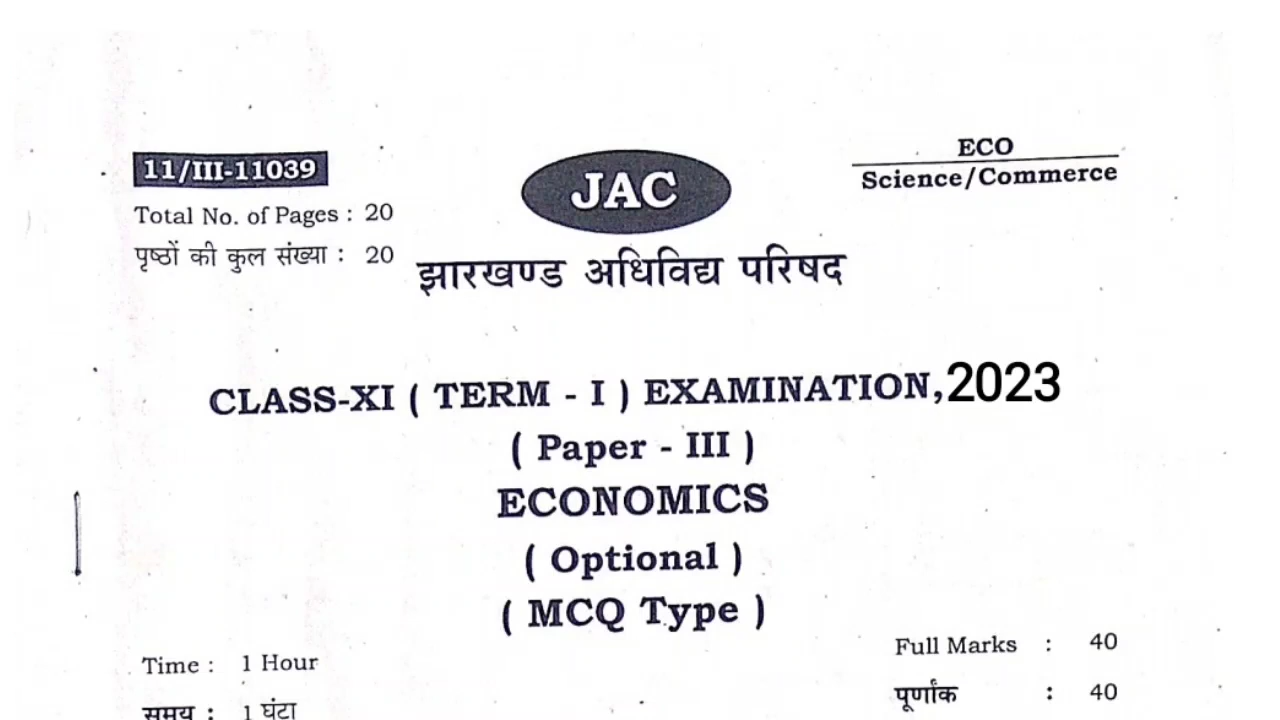 11/III-11039
JAC
ECO
Science/Commerce
Total No. of Pages : 20
पृष्ठों की कुल संख्या : 20
झारखण्ड अधिविद्य परिषद
CLASS-XI ( TERM - I ) EXAMINATION,2023
( Paper - III )
ECONOMICS
( Optional )
( MCQ Type )
Time : 1 Hour
Full Marks : 40
समय : 1 घंटा
पूर्णांक : 40